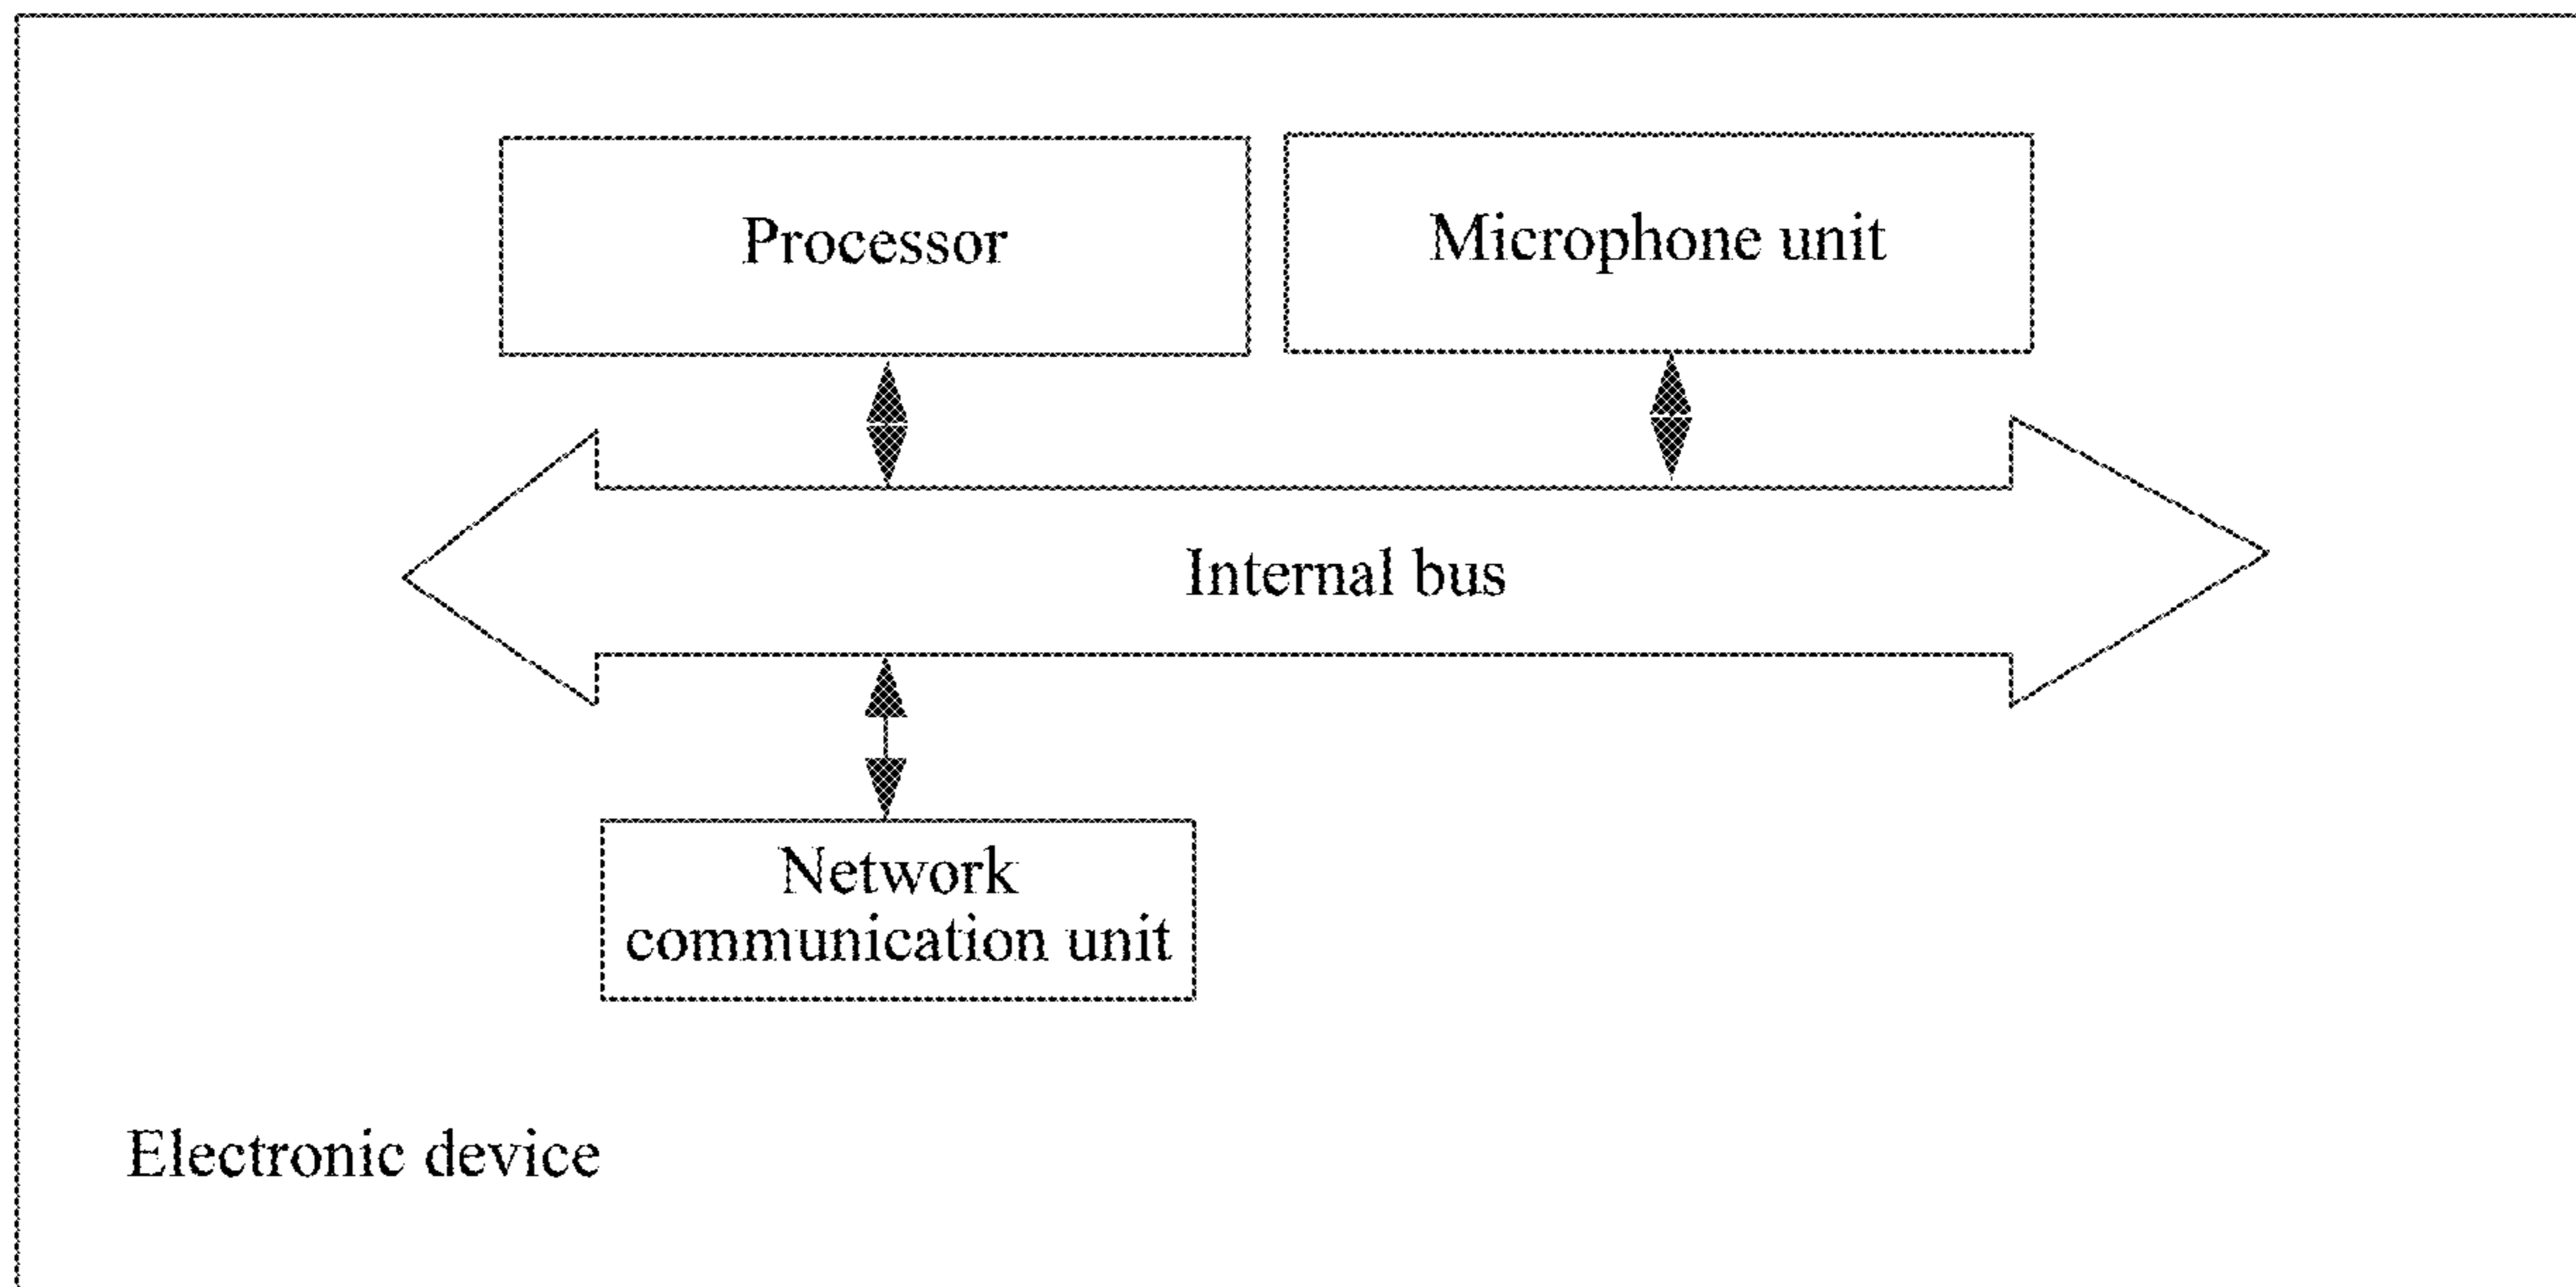 Processor
Microphone unit
Internal bus
Network
communication unit
Electronic device